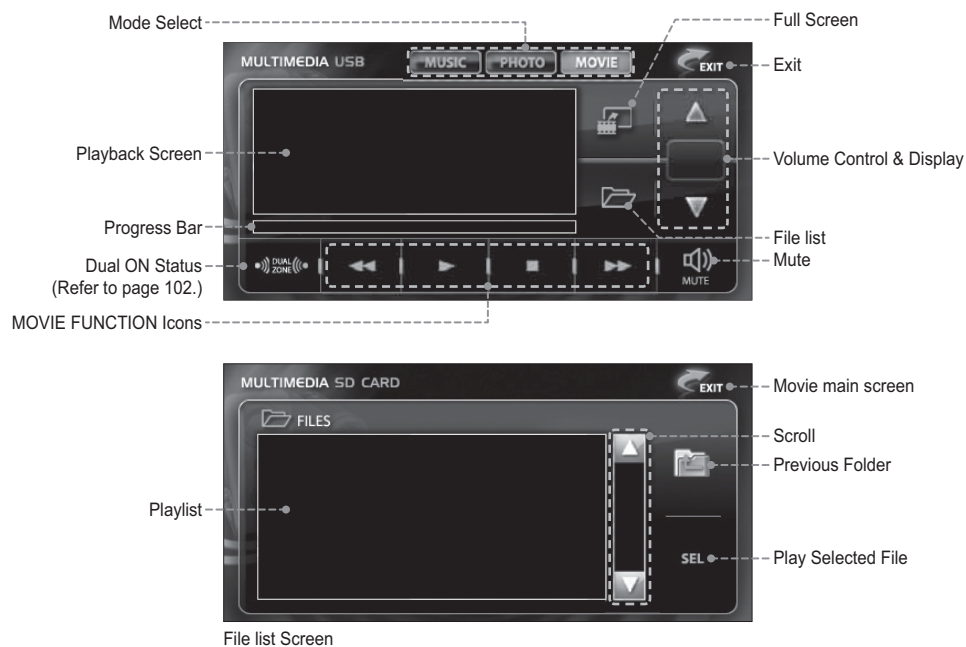 Mode Select
Full Screen
MULTIMEDIA USB
MUSIC
PHOTO
MOVIE
EXIT
Exit
Playback Screen
Volume Control & Display
Progress Bar
File list
Dual ON Status
(Refer to page 102.)
DUAL
ZONE
Mute
MUTE
MOVIE FUNCTION Icons
MULTIMEDIA SD CARD
EXIT
Movie main screen
FILES
Scroll
Previous Folder
Playlist
SEL
Play Selected File
File list Screen